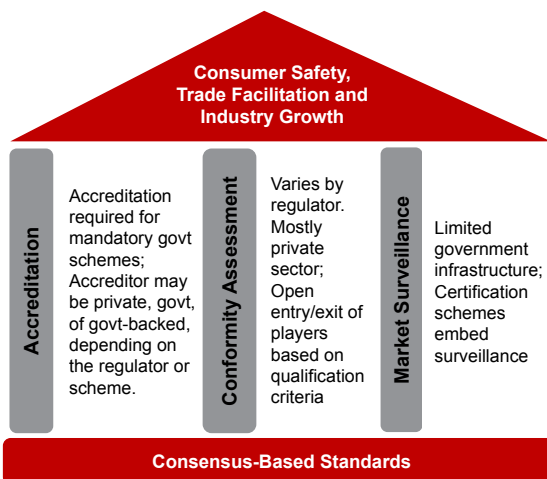 Consumer Safety,
Trade Facilitation and
Industry Growth
Accreditation
Accreditation
required for
mandatory govt
schemes;
Accreditor may
be private, govt,
of govt-backed,
depending on
the regulator or
scheme.
Conformity Assessment
Varies by
regulator.
Mostly
private
sector;
Open
entry/exit of
players
based on
qualification
criteria
Market Surveillance
Limited
government
infrastructure;
Certification
schemes
embed
surveillance
Consensus-Based Standards